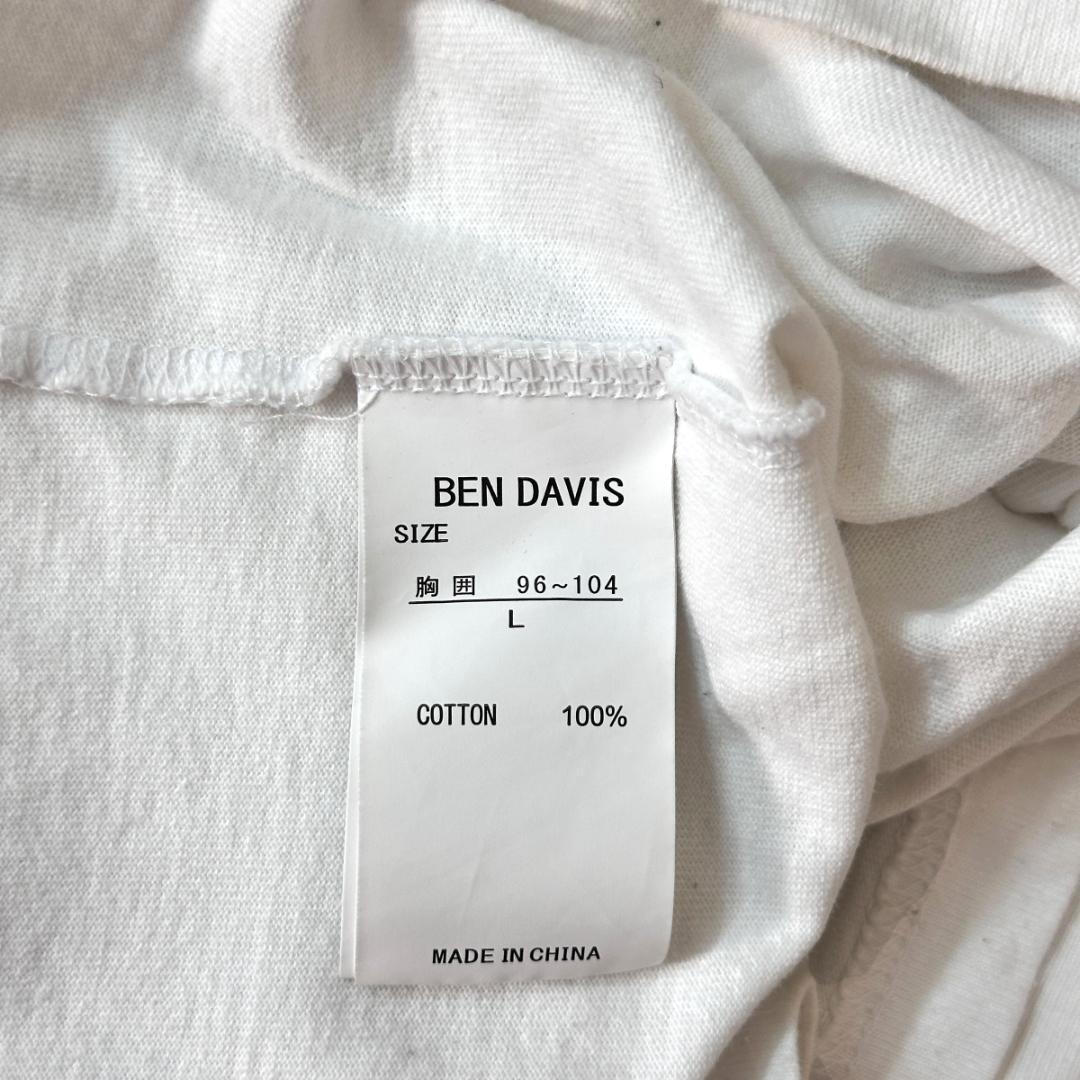 BEN DAVIS
SIZE
胸囲 96~104
L
COTTON 100%
MADE IN CHINA